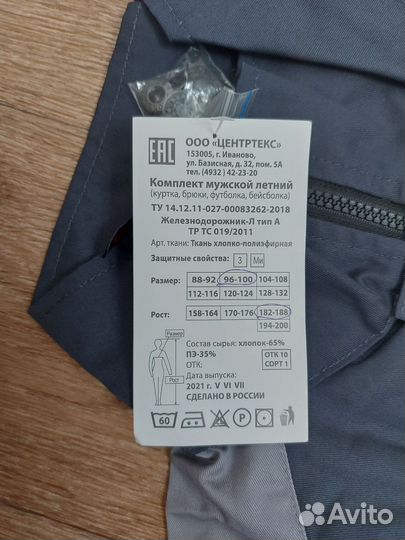 EAC
ООО «ЦЕНТРТЕКС»
153005, г. Иваново,
ул. Базисная, д. 32, пом. 5А
тел. (4932) 42-23-20
Комплект мужской летний
(куртка, брюки, футболка, бейсболка)
ТУ 14.12.11-027-00083262-2018
Железнодорожник-Л тип А
ТР ТС 019/2011
Арт. ткани: Ткань хлопко-полиэфирная
Защитные свойства: З Ми
Размер: 88-92 96-100 104-108
112-116 120-124 128-132
Рост: 158-164 170-176 182-188
194-200
Размер
Рост
Состав сырья: хлопок-65%
ПЭ-35%
ОТК:
ОТК 10
СОРТ 1
Дата выпуска:
2021 г. V VI VII
СДЕЛАНО В РОССИИ
60 P
Avito